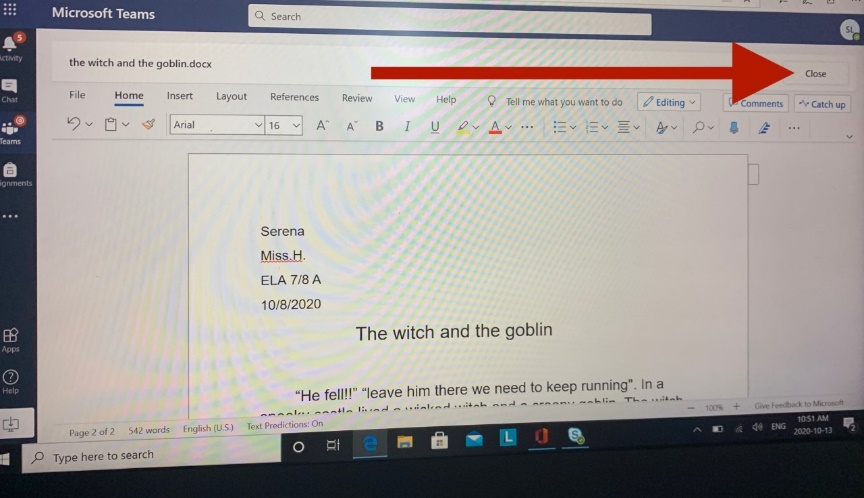 Microsoft Teams
Search
SL
5
ctivity
the witch and the goblin.docx
Close
Chat
File Home Insert Layout References Review View Help Tell me what you want to do Editing Comments Catch up
Teams
Arial 16 A A B I U A
ignments
Serena
Miss.H.
ELA 7/8 A
10/8/2020
The witch and the goblin
Apps
Help
"He fell!!" "leave him there we need to keep running". In a
Page 2 of 2 542 words English (U.S.) Text Predictions: On 100% Give Feedback to Microsoft
Type here to search
ENG
10:51 AM
2020-10-13
2